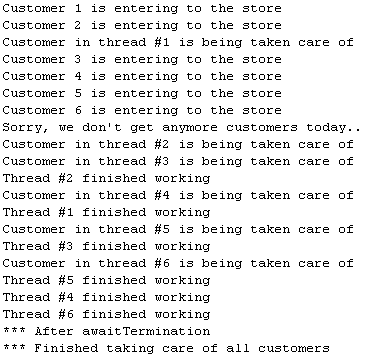 Customer 1 is entering to the store
Customer 2 is entering to the store
Customer in thread #1 is being taken care of
Customer 3 is entering to the store
Customer 4 is entering to the store
Customer 5 is entering to the store
Customer 6 is entering to the store
Sorry, we don't get anymore customers today..
Customer in thread #2 is being taken care of
Customer in thread #3 is being taken care of
Thread #2 finished working
Customer in thread #4 is being taken care of
Thread #1 finished working
Customer in thread #5 is being taken care of
Thread #3 finished working
Customer in thread #6 is being taken care of
Thread #5 finished working
Thread #4 finished working
Thread #6 finished working
*** After awaitTermination
*** Finished taking care of all customers